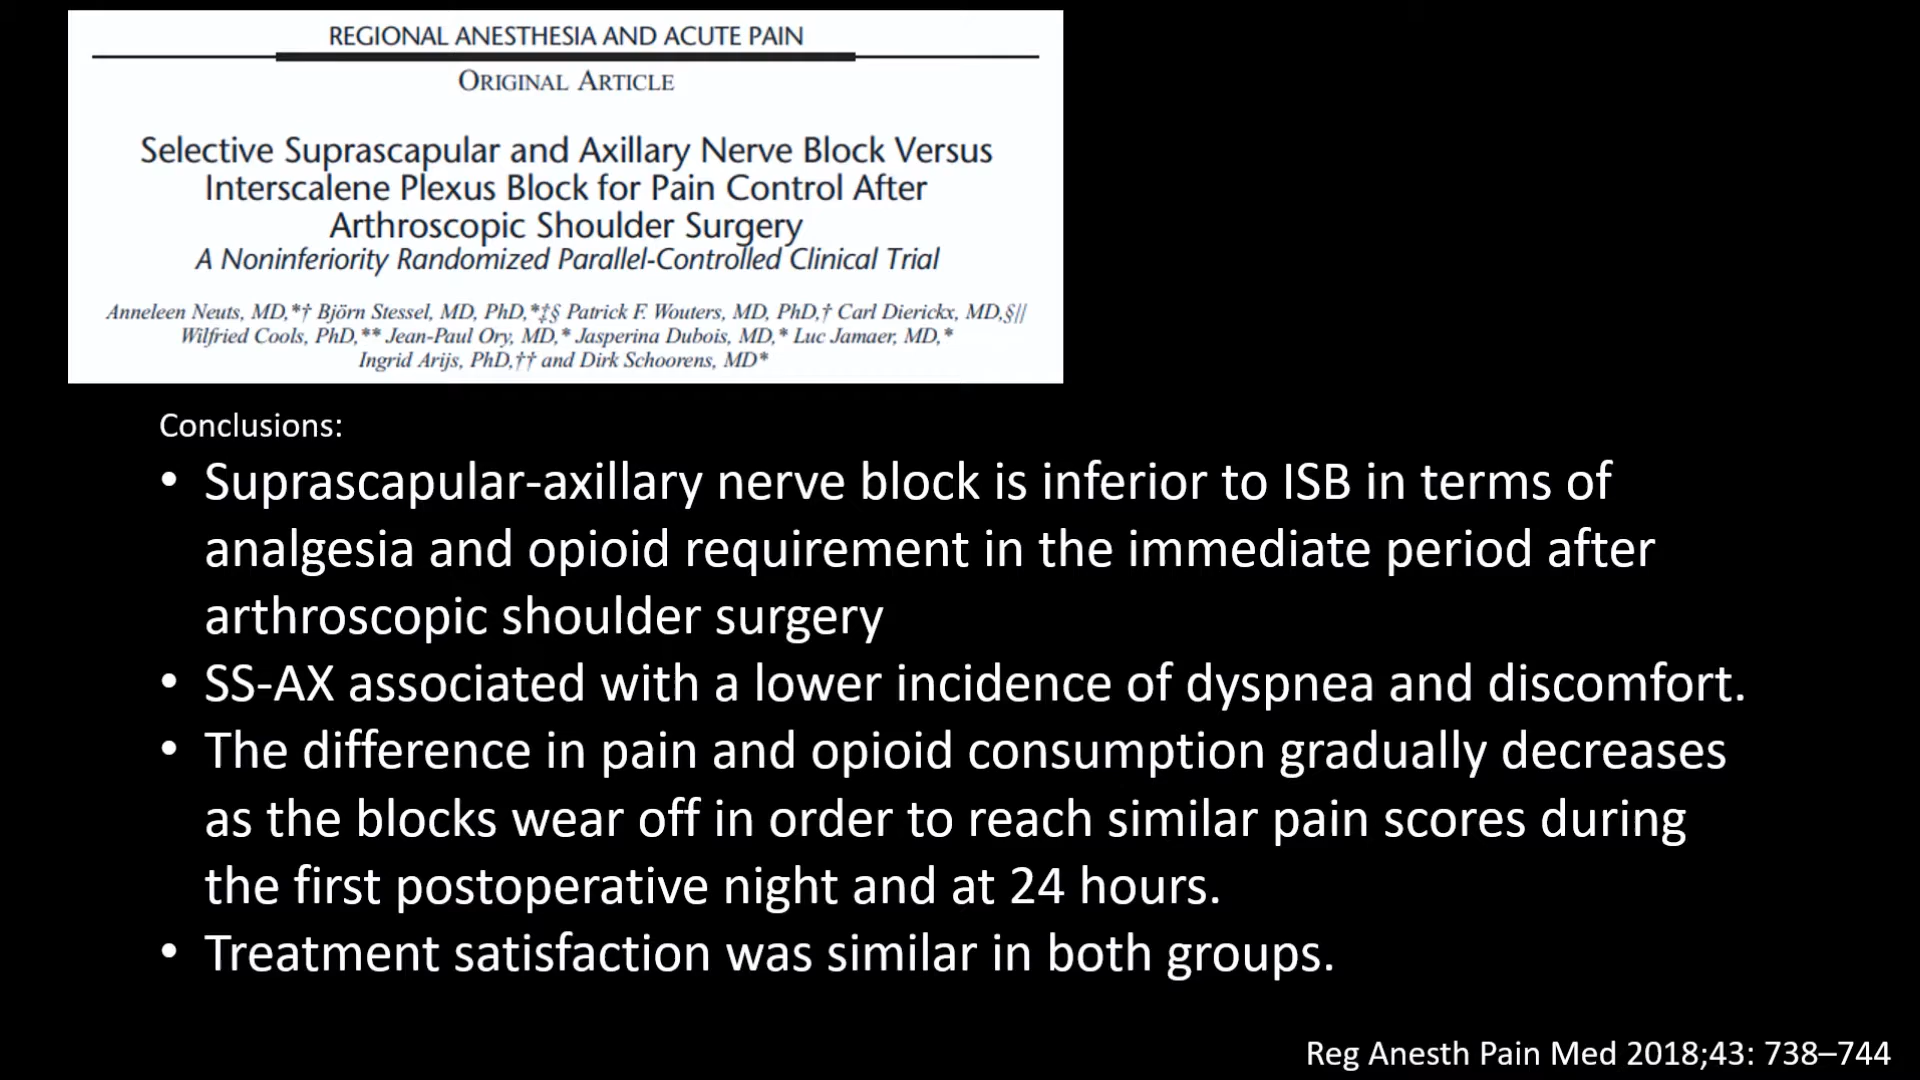 REGIONAL ANESTHESIA AND ACUTE PAIN
ORIGINAL ARTICLE
Selective Suprascapular and Axillary Nerve Block Versus
Interscalene Plexus Block for Pain Control After
Arthroscopic Shoulder Surgery
A Noninferiority Randomized Parallel-Controlled Clinical Trial
Anneleen Neuts, MD,*† Björn Stessel, MD, PhD,*‡§ Patrick F. Wouters, MD, PhD,† Carl Dierickx, MD,§||
Wilfried Cools, PhD,** Jean-Paul Ory, MD,* Jasperina Dubois, MD,* Luc Jamaer, MD,*
Ingrid Arijs, PhD,†† and Dirk Schoorens, MD*
Conclusions:
• Suprascapular-axillary nerve block is inferior to ISB in terms of
analgesia and opioid requirement in the immediate period after
arthroscopic shoulder surgery
• SS-AX associated with a lower incidence of dyspnea and discomfort.
• The difference in pain and opioid consumption gradually decreases
as the blocks wear off in order to reach similar pain scores during
the first postoperative night and at 24 hours.
• Treatment satisfaction was similar in both groups.
Reg Anesth Pain Med 2018;43: 738–744